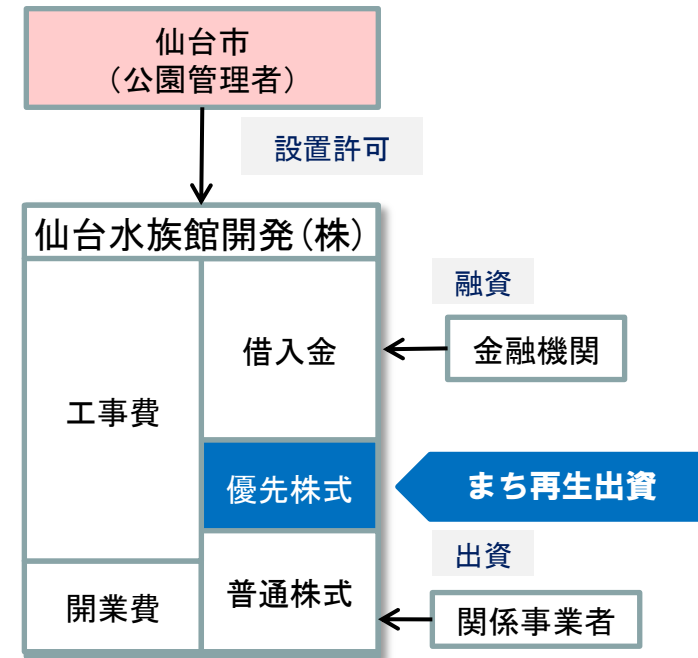 仙台市
（公園管理者）
設置許可
仙台水族館開発（株）
融資
借入金
金融機関
工事費
優先株式
まち再生出資
出資
普通株式
開業費
関係事業者